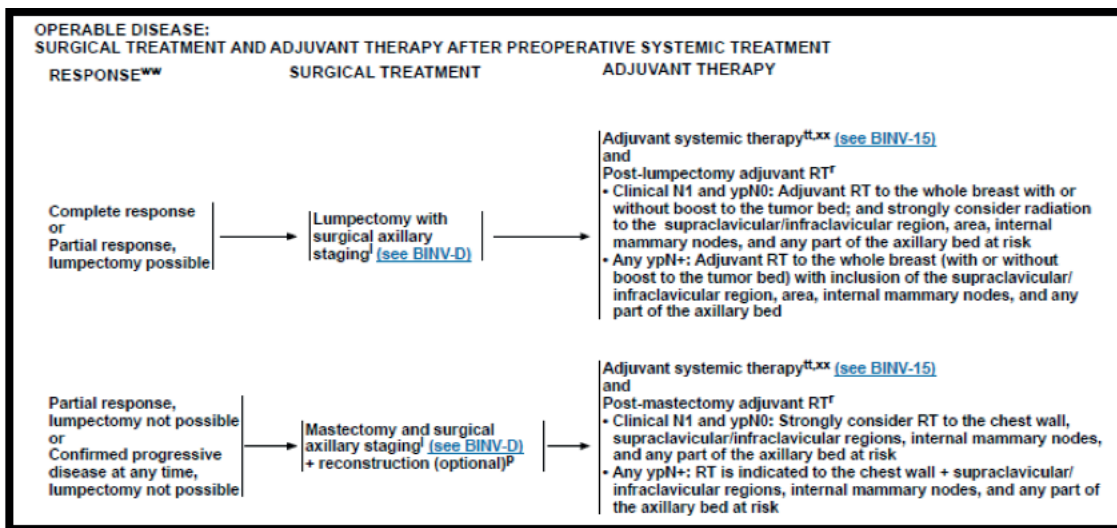 OPERABLE DISEASE:
SURGICAL TREATMENT AND ADJUVANT THERAPY AFTER PREOPERATIVE SYSTEMIC TREATMENT
RESPONSEww
SURGICAL TREATMENT
ADJUVANT THERAPY
Complete response
or
Partial response,
lumpectomy possible
Lumpectomy with
surgical axillary
stagingl (see BINV-D)
Adjuvant systemic therapytt,xx (see BINV-15)
and
Post-lumpectomy adjuvant RTr
• Clinical N1 and ypN0: Adjuvant RT to the whole breast with or
without boost to the tumor bed; and strongly consider radiation
to the supraclavicular/infraclavicular region, area, internal
mammary nodes, and any part of the axillary bed at risk
• Any ypN+: Adjuvant RT to the whole breast (with or without
boost to the tumor bed) with inclusion of the supraclavicular/
infraclavicular region, area, internal mammary nodes, and any
part of the axillary bed
Partial response,
lumpectomy not possible
or
Confirmed progressive
disease at any time,
lumpectomy not possible
Mastectomy and surgical
axillary stagingl (see BINV-D)
+ reconstruction (optional)p
Adjuvant systemic therapytt,xx (see BINV-15)
and
Post-mastectomy adjuvant RTr
• Clinical N1 and ypN0: Strongly consider RT to the chest wall,
supraclavicular/infraclavicular regions, internal mammary nodes,
and any part of the axillary bed at risk
• Any ypN+: RT is indicated to the chest wall + supraclavicular/
infraclavicular regions, internal mammary nodes, and any part of
the axillary bed at risk